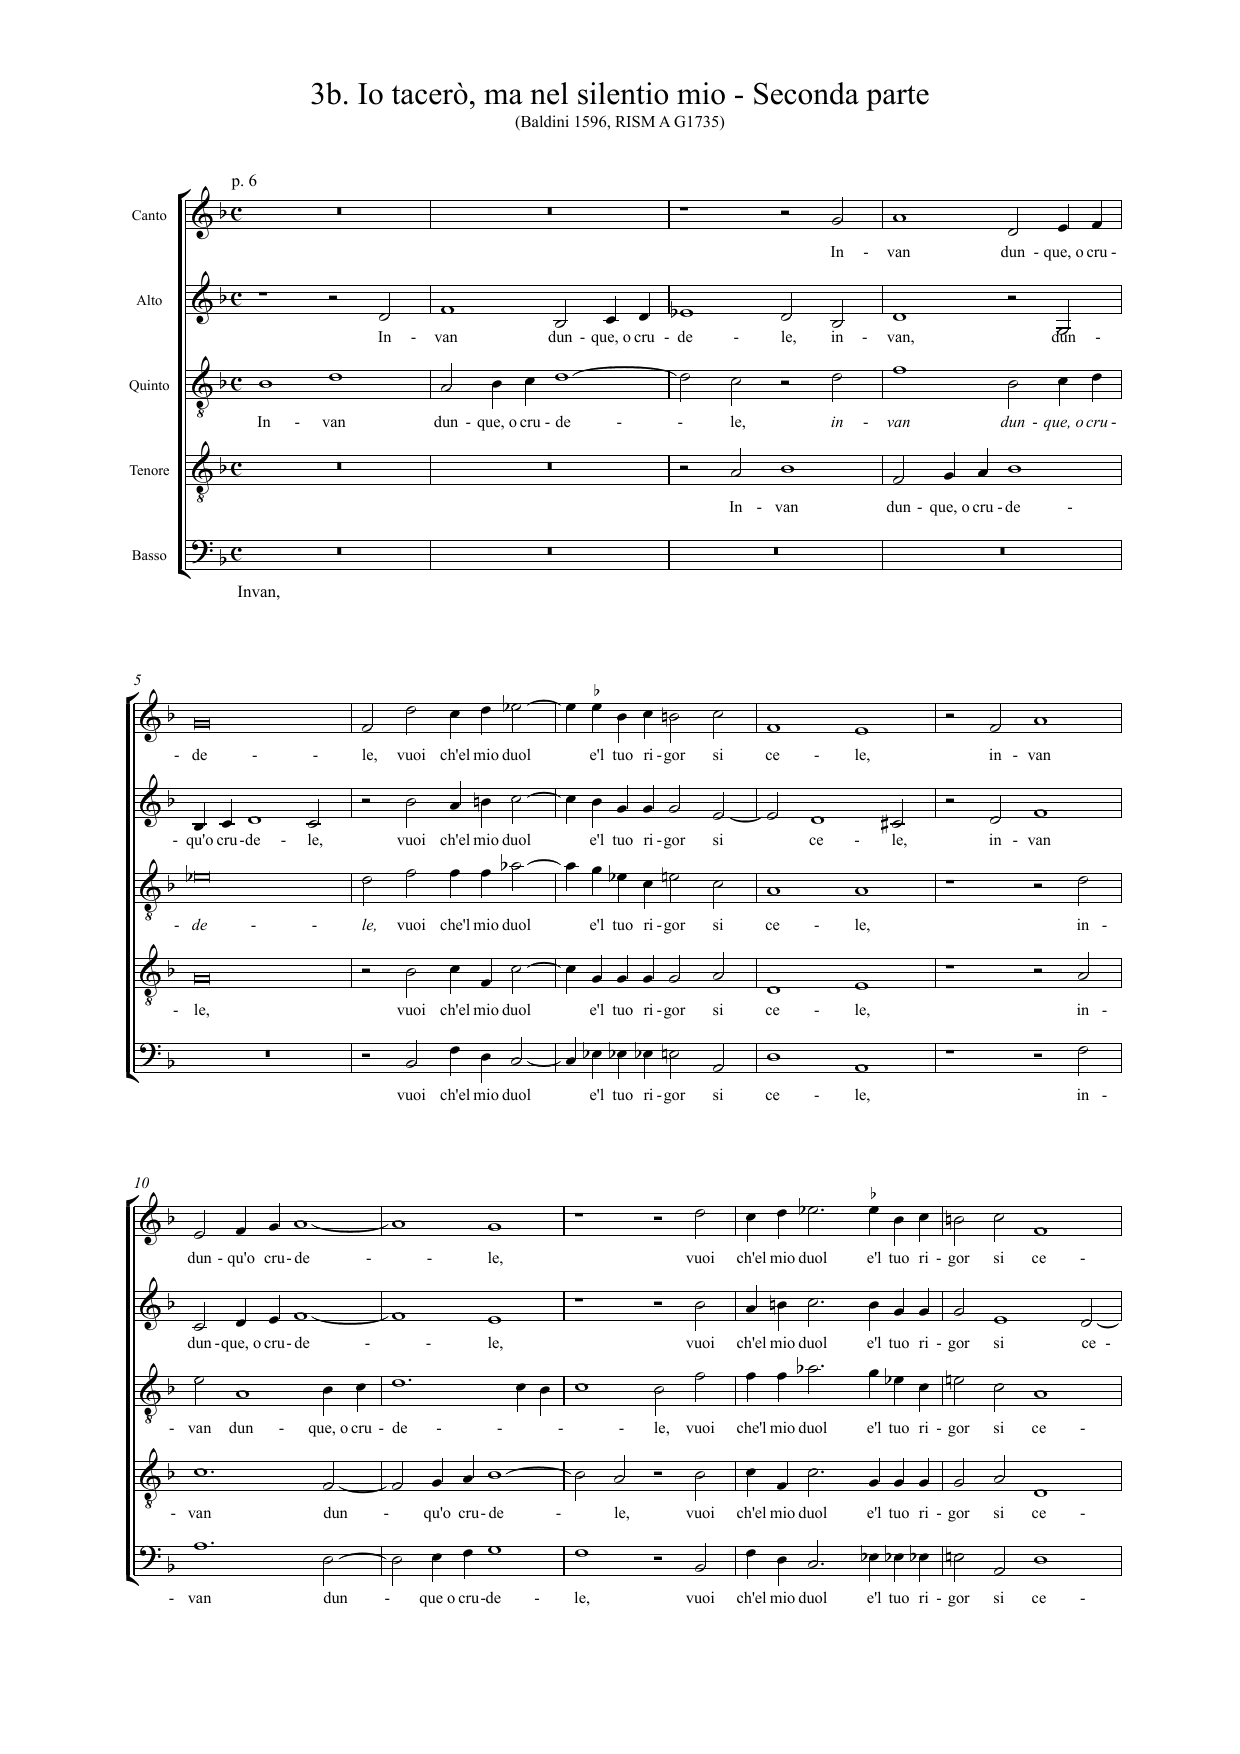 3b. Io tacerò, ma nel silentio mio - Seconda parte
(Baldini 1596, RISM A G1735)
p. 6
Canto
In - van dun - que, o cru -
Alto
In - van dun - que, o cru - de - le, in - van, dun -
Quinto
In - van dun - que, o cru - de - - le, in - van dun - que, o cru -
8
Tenore
In - van dun - que, o cru - de -
8
Basso
Invan,
5
- de - - le, vuoi ch'el mio duol e'l tuo ri - gor si ce - le, in - van
- qu'o cru - de - le, vuoi ch'el mio duol e'l tuo ri - gor si ce - le, in - van
8
- de - - le, vuoi che'l mio duol e'l tuo ri - gor si ce - le, in -
8
- le, vuoi ch'el mio duol e'l tuo ri - gor si ce - le, in -
vuoi ch'el mio duol e'l tuo ri - gor si ce - le, in -
10
dun - qu'o cru - de - - le, vuoi ch'el mio duol e'l tuo ri - gor si ce -
dun - que, o cru - de - - le, vuoi ch'el mio duol e'l tuo ri - gor si ce -
8
- van dun - que, o cru - de - - - - le, vuoi che'l mio duol e'l tuo ri - gor si ce -
8
- van dun - qu'o cru - de - le, vuoi ch'el mio duol e'l tuo ri - gor si ce -
- van dun - que o cru - de - le, vuoi ch'el mio duol e'l tuo ri - gor si ce -